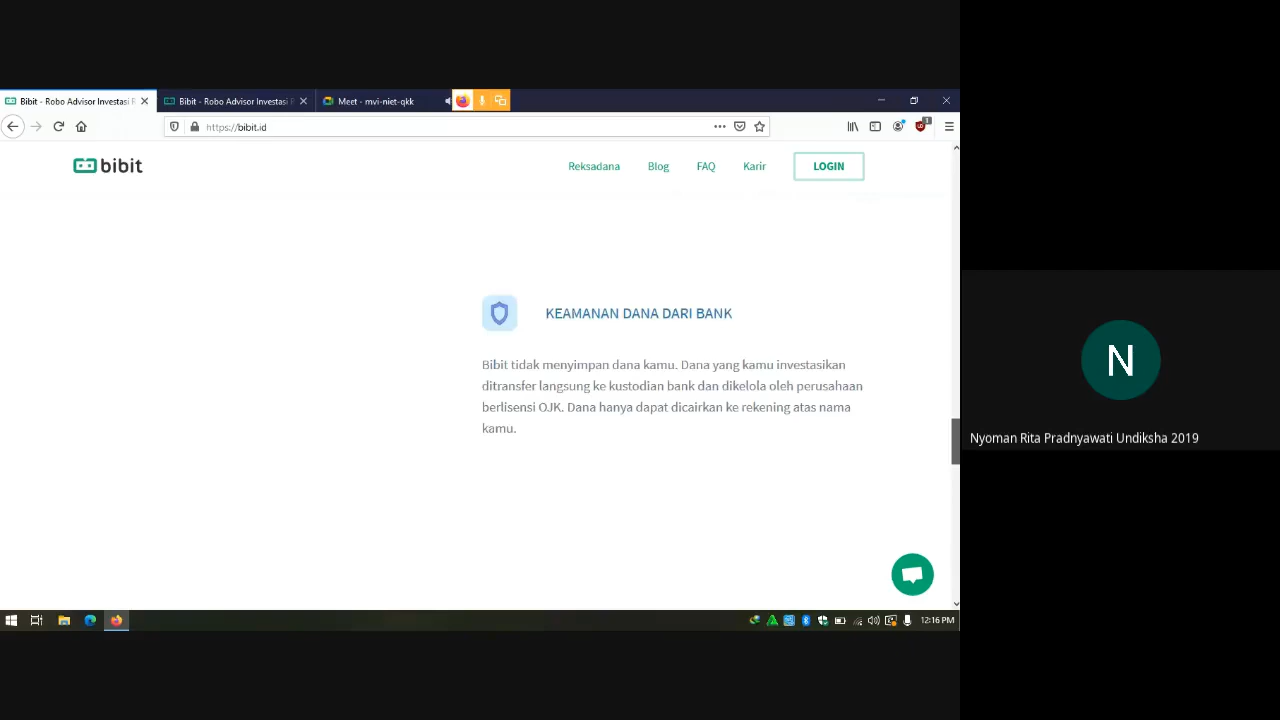 Bibit - Robo Advisor Investasi R
Bibit - Robo Advisor Investasi R
Meet - mvi-niet-qkk
https://bibit.id
1
bibit
Reksadana
Blog
FAQ
Karir
LOGIN
KEAMANAN DANA DARI BANK
Bibit tidak menyimpan dana kamu. Dana yang kamu investasikan
ditransfer langsung ke kustodian bank dan dikelola oleh perusahaan
berlisensi OJK. Dana hanya dapat dicairkan ke rekening atas nama
kamu.
N
Nyoman Rita Pradnyawati Undiksha 2019
12:16 PM